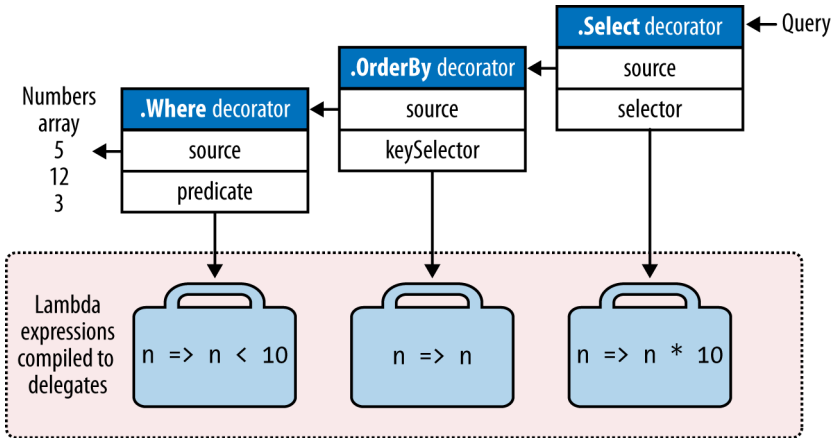 .Select decorator
Query
source
selector
.OrderBy decorator
source
keySelector
.Where decorator
source
predicate
Numbers
array
5
12
3
Lambda
expressions
compiled to
delegates
n => n < 10
n => n
n => n * 10